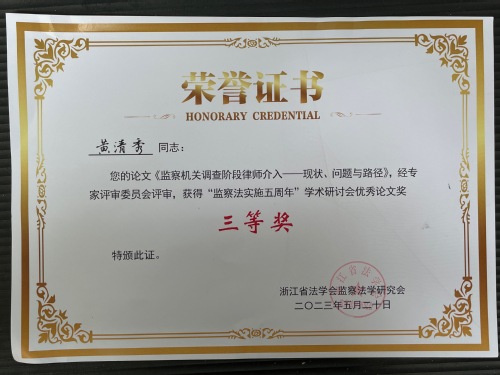 荣誉证书
HONORARY CREDENTIAL
黄清秀 同志：
您的论文《监察机关调查阶段律师介入——现状、问题与路径》，经专
家评审委员会评审，获得“监察法实施五周年”学术研讨会优秀论文奖
三等奖
特颁此证。
浙江省法学会监察法学研究会
二〇二三年五月二十日